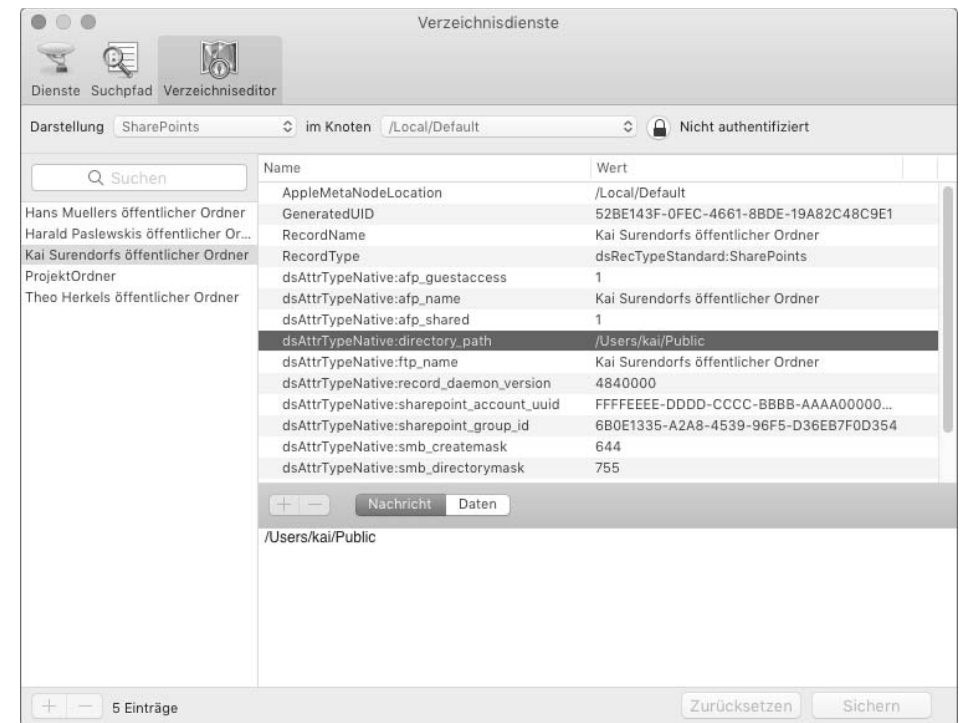 Verzeichnisdienste
Dienste Suchpfad Verzeichniseditor
Darstellung SharePoints im Knoten /Local/Default Nicht authentifiziert
Suchen
Hans Muellers öffentlicher Ordner
Harald Paslewskis öffentlicher Or...
Kai Surendorfs öffentlicher Ordner
ProjektOrdner
Theo Herkels öffentlicher Ordner
Name Wert
AppleMetaNodeLocation /Local/Default
GeneratedUID 52BE143F-0FEC-4661-8BDE-19A82C48C9E1
RecordName Kai Surendorfs öffentlicher Ordner
RecordType dsRecTypeStandard:SharePoints
dsAttrTypeNative:afp_guestaccess 1
dsAttrTypeNative:afp_name Kai Surendorfs öffentlicher Ordner
dsAttrTypeNative:afp_shared 1
dsAttrTypeNative:directory_path /Users/kai/Public
dsAttrTypeNative:ftp_name Kai Surendorfs öffentlicher Ordner
dsAttrTypeNative:record_daemon_version 4840000
dsAttrTypeNative:sharepoint_account_uuid FFFFEEEE-DDDD-CCCC-BBBB-AAAA00000...
dsAttrTypeNative:sharepoint_group_id 6B0E1335-A2A8-4539-96F5-D36EB7F0D354
dsAttrTypeNative:smb_createmask 644
dsAttrTypeNative:smb_directorymask 755
+ − Nachricht Daten
/Users/kai/Public
+ − 5 Einträge Zurücksetzen Sichern